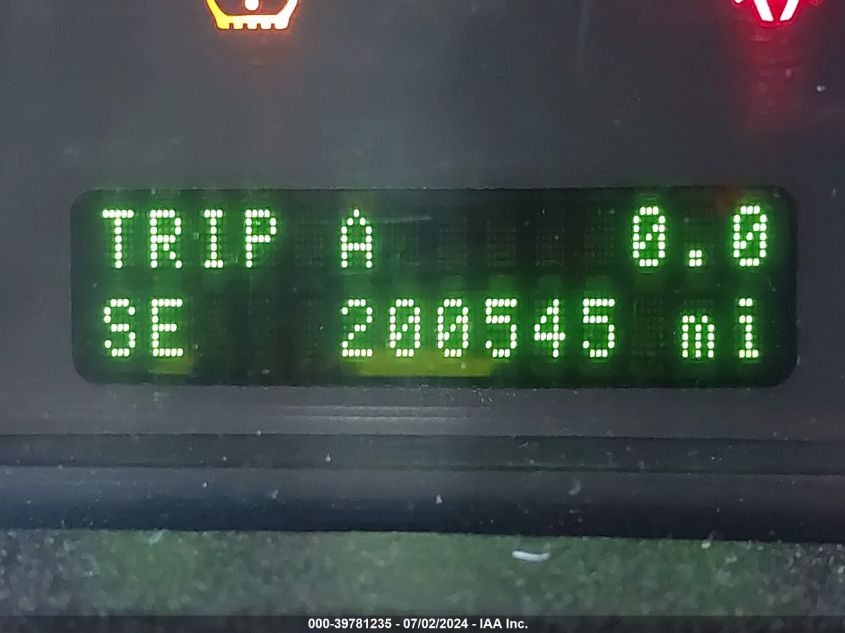 TRIP A 0.0
SE 200545 mi
000-39781235 - 07/02/2024 - IAA Inc.